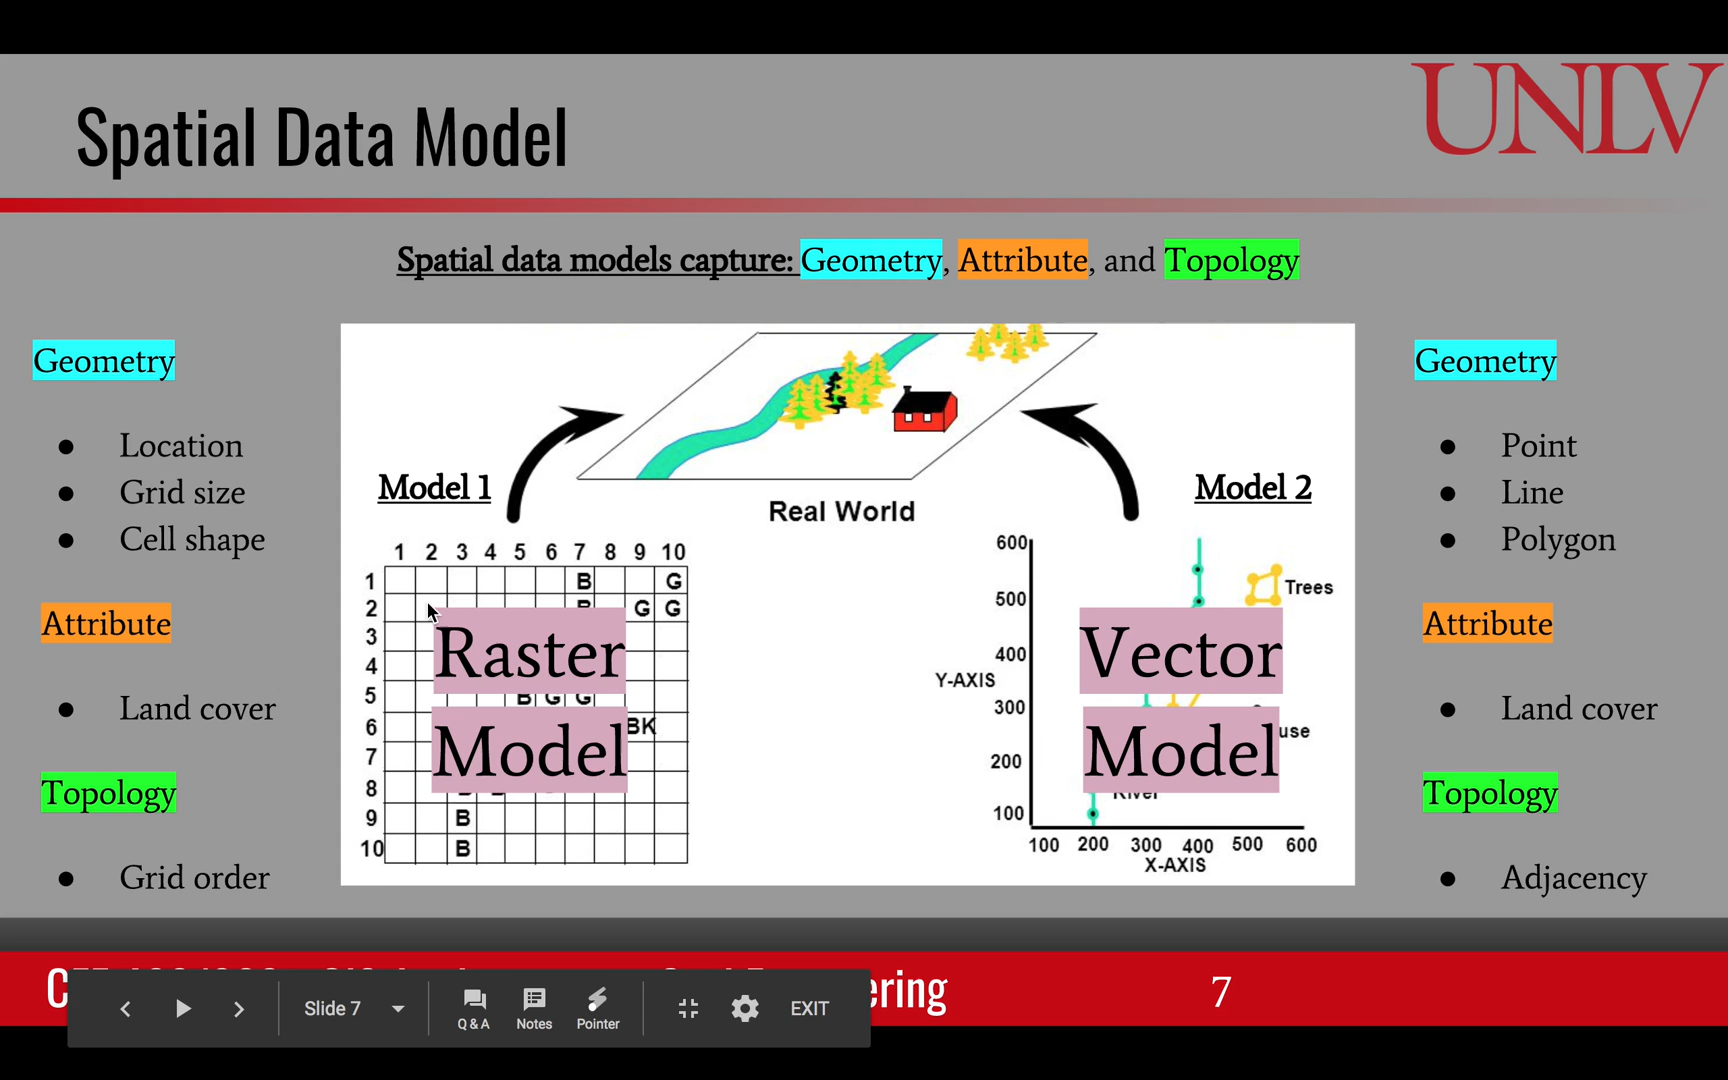 UNLV
Spatial Data Model
Spatial data models capture: Geometry, Attribute, and Topology
Geometry
● Location
● Grid size
● Cell shape
Attribute
● Land cover
Topology
● Grid order
Model 1
Real World
Model 2
1 2 3 4 5 6 7 8 9 10
1 B G
2 B G G
3
4
5 B G G
6 BK
7
8
9 B
10 B
Raster
Model
600
500
400
300
200
100
Y-AXIS
Trees
use
River
100 200 300 400 500 600
X-AXIS
Vector
Model
Geometry
● Point
● Line
● Polygon
Attribute
● Land cover
Topology
● Adjacency
ering
7
Slide 7
Q & A
Notes
Pointer
EXIT